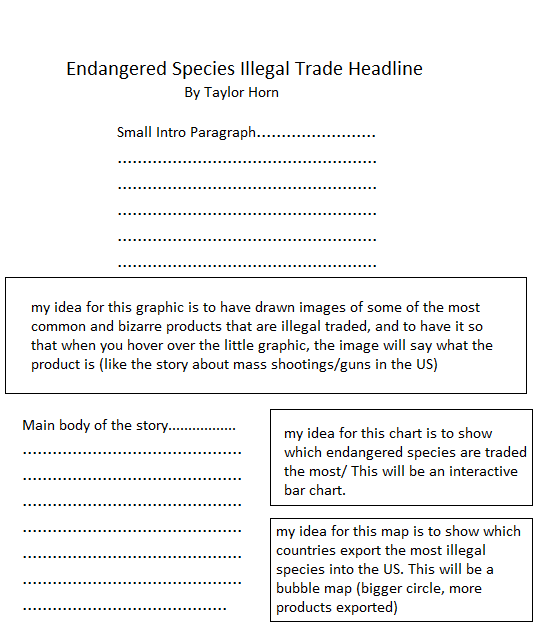 Endangered Species Illegal Trade Headline
By Taylor Horn
Small Intro Paragraph.........................
.....................................................
.....................................................
.....................................................
.....................................................
.....................................................
my idea for this graphic is to have drawn images of some of the most
common and bizarre products that are illegal traded, and to have it so
that when you hover over the little graphic, the image will say what the
product is (like the story about mass shootings/guns in the US)
Main body of the story.................
.............................................
.............................................
.............................................
.............................................
.............................................
.............................................
..........................................
my idea for this chart is to show
which endangered species are traded
the most/ This will be an interactive
bar chart.
my idea for this map is to show which
countries export the most illegal
species into the US. This will be a
bubble map (bigger circle, more
products exported)